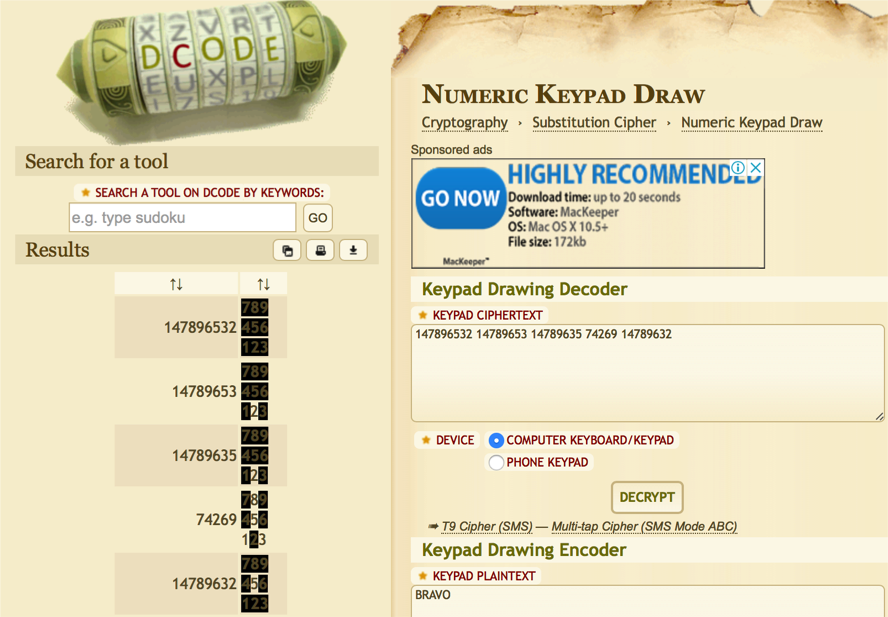 X Z V R T
D C O D E
E U X P L
Search for a tool
SEARCH A TOOL ON DCODE BY KEYWORDS:
e.g. type sudoku
GO
Results
↑↓ ↑↓
147896532
789
456
123
14789653
789
456
123
14789635
789
456
123
74269
789
456
123
14789632
789
456
123
NUMERIC KEYPAD DRAW
Cryptography › Substitution Cipher › Numeric Keypad Draw
Sponsored ads
GO NOW
MacKeeper™
HIGHLY RECOMMENDED
Download time: up to 20 seconds
Software: MacKeeper
OS: Mac OS X 10.5+
File size: 172kb
Keypad Drawing Decoder
KEYPAD CIPHERTEXT
147896532 14789653 14789635 74269 14789632
DEVICE COMPUTER KEYBOARD/KEYPAD
PHONE KEYPAD
DECRYPT
➠ T9 Cipher (SMS) — Multi-tap Cipher (SMS Mode ABC)
Keypad Drawing Encoder
KEYPAD PLAINTEXT
BRAVO